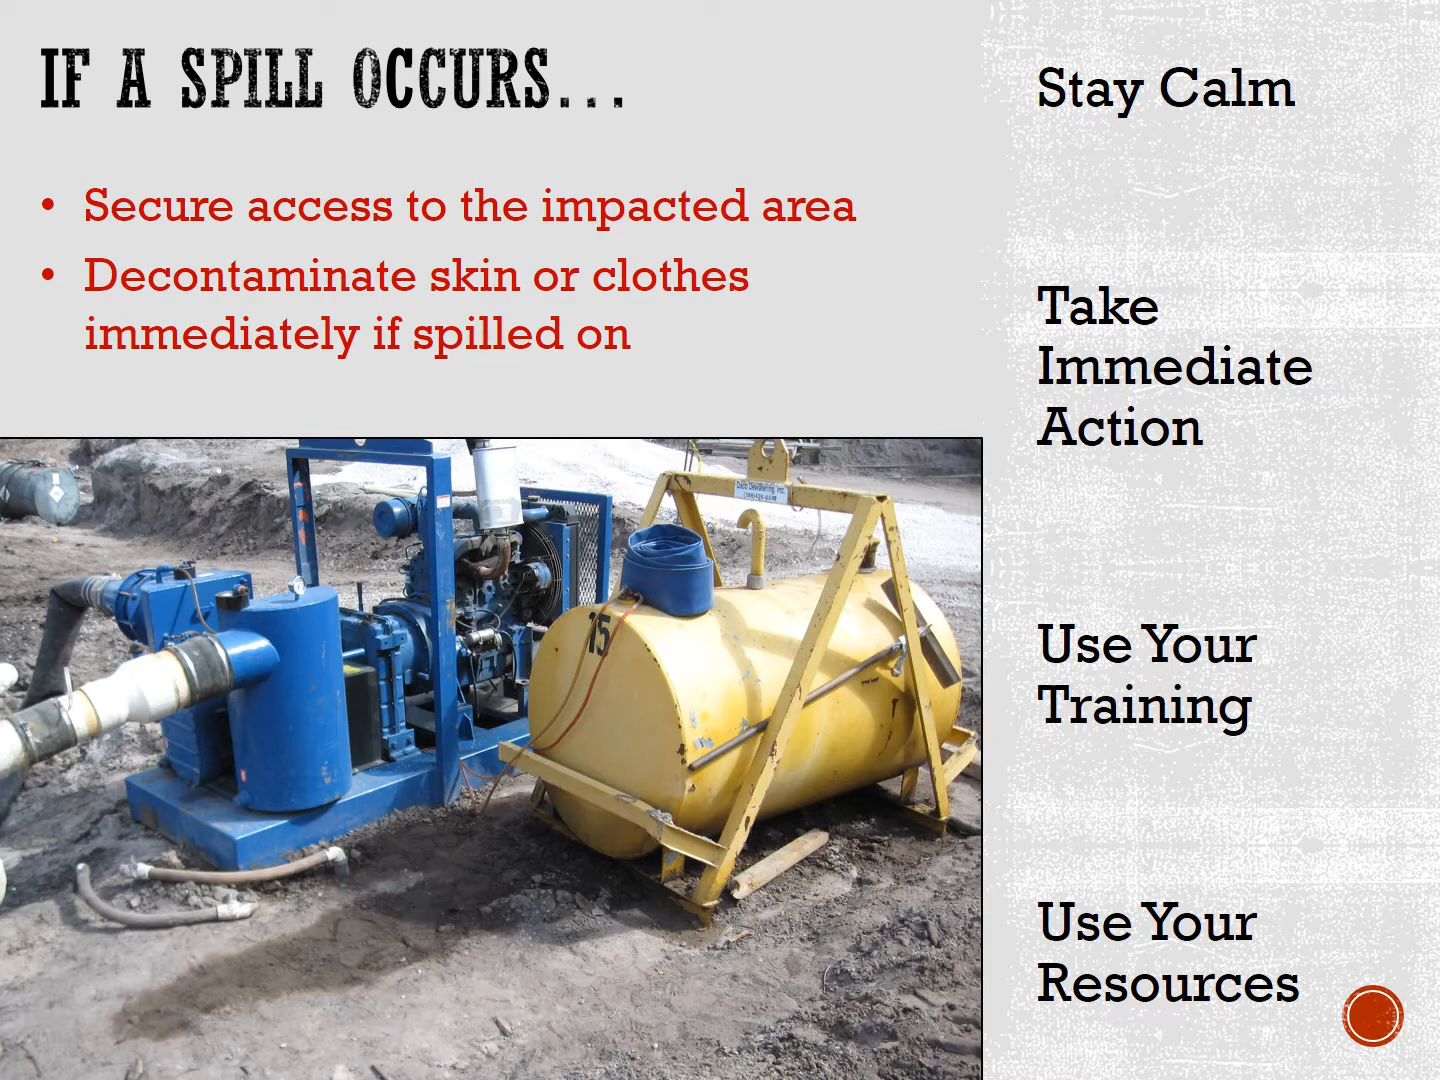 IF A SPILL OCCURS...
• Secure access to the impacted area
• Decontaminate skin or clothes
immediately if spilled on
Stay Calm
Take
Immediate
Action
Use Your
Training
Use Your
Resources
15